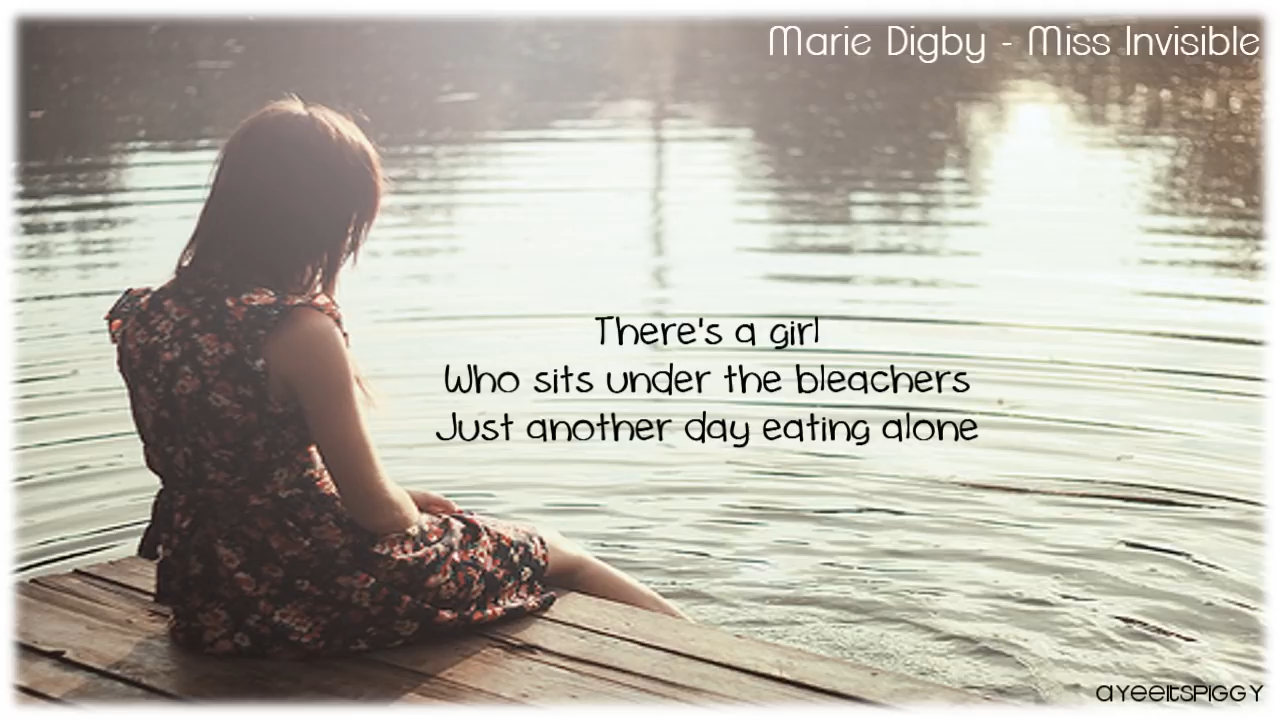 Marie Digby - Miss Invisible
There's a girl
Who sits under the bleachers
Just another day eating alone
AYEEITSPIGGY